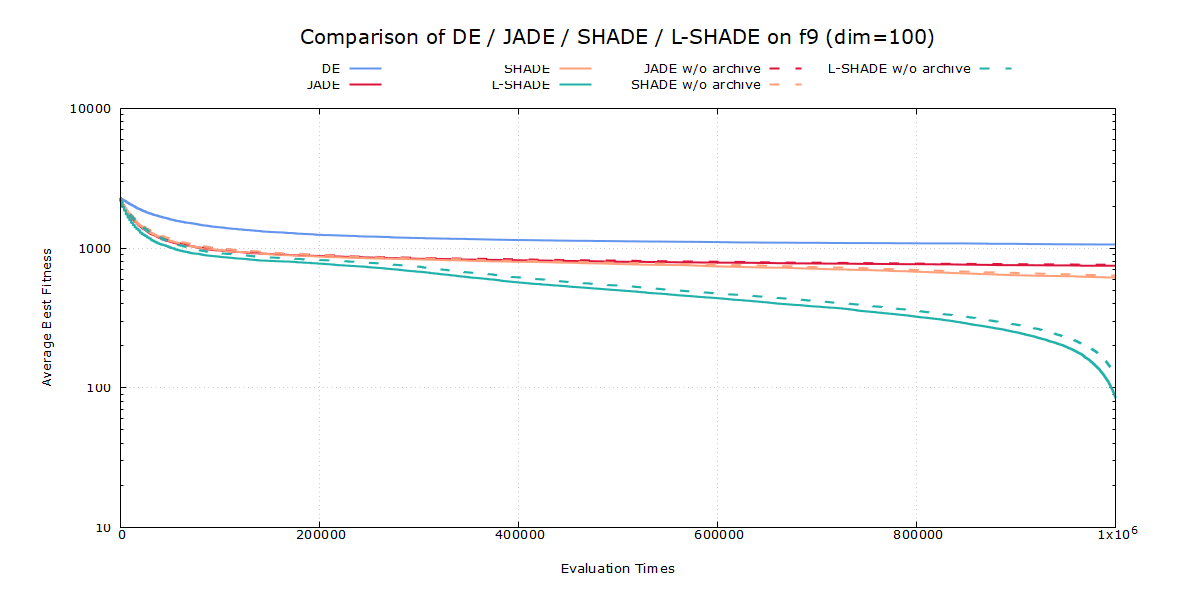 Comparison of DE / JADE / SHADE / L-SHADE on f9 (dim=100)
DE SHADE JADE w/o archive L-SHADE w/o archive
JADE L-SHADE SHADE w/o archive
10000
1000
100
10
Average Best Fitness
0 200000 400000 600000 800000 1x10^6
Evaluation Times